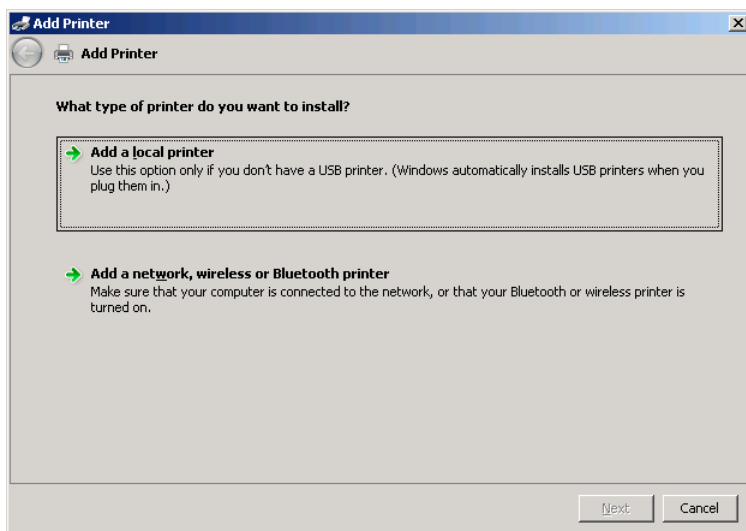 Add Printer
Add Printer
What type of printer do you want to install?
Add a local printer
Use this option only if you don't have a USB printer. (Windows automatically installs USB printers when you
plug them in.)
Add a network, wireless or Bluetooth printer
Make sure that your computer is connected to the network, or that your Bluetooth or wireless printer is
turned on.
Next
Cancel